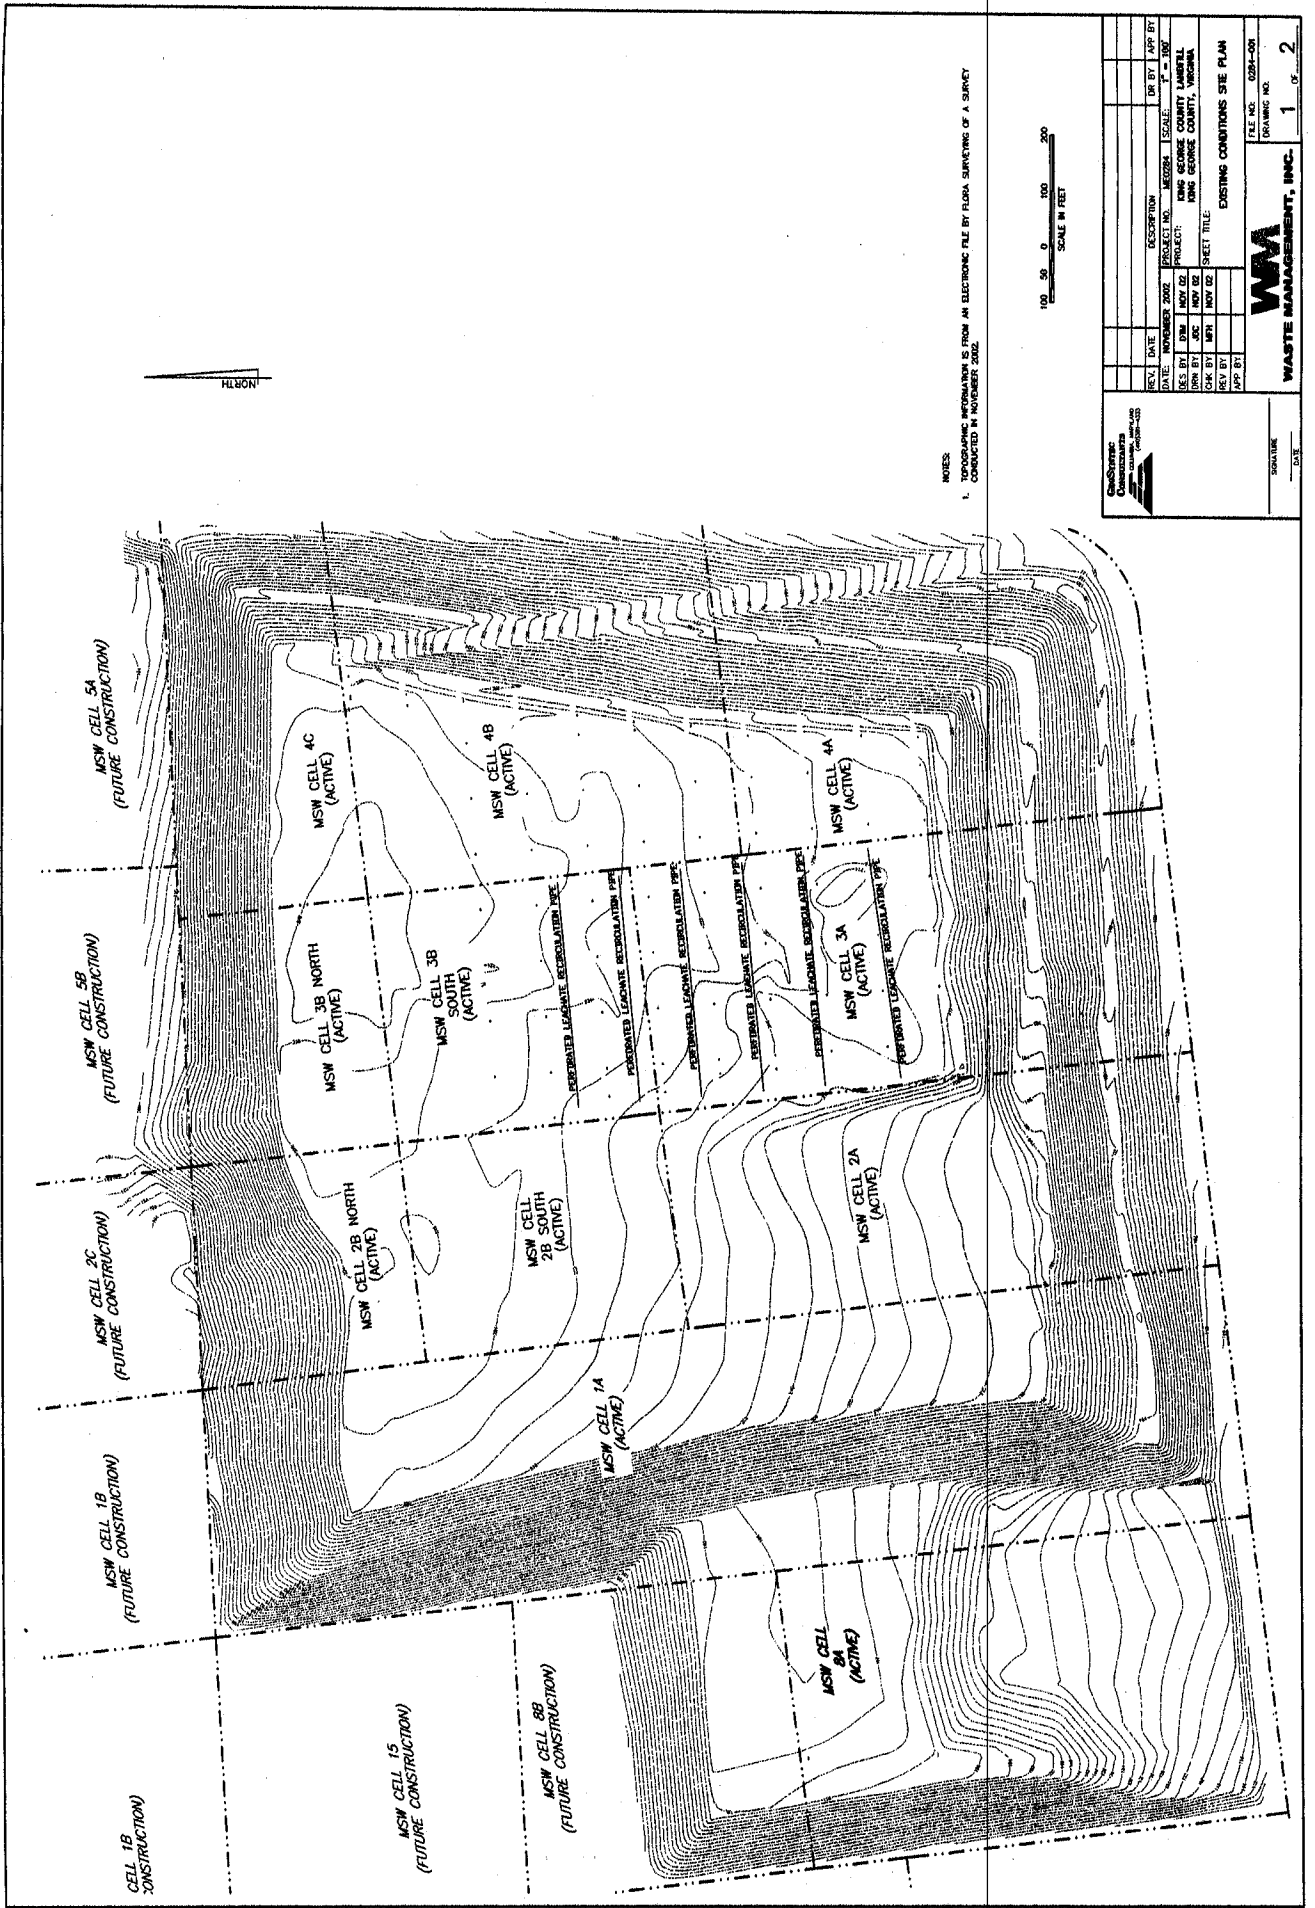 MSW CELL 5A
(FUTURE CONSTRUCTION)
MSW CELL 5B
(FUTURE CONSTRUCTION)
MSW CELL 2C
(FUTURE CONSTRUCTION)
MSW CELL 1B
(FUTURE CONSTRUCTION)
CELL 1B
CONSTRUCTION)
MSW CELL 15
(FUTURE CONSTRUCTION)
MSW CELL 8B
(FUTURE CONSTRUCTION)
MSW CELL
8A
(ACTIVE)
MSW CELL 1A
(ACTIVE)
MSW CELL 2B NORTH
(ACTIVE)
MSW CELL
2B SOUTH
(ACTIVE)
MSW CELL 2A
(ACTIVE)
MSW CELL 3B NORTH
(ACTIVE)
MSW CELL 3B
SOUTH
(ACTIVE)
MSW CELL 3A
(ACTIVE)
MSW CELL 4C
(ACTIVE)
MSW CELL 4B
(ACTIVE)
MSW CELL 4A
(ACTIVE)
PERFORATED LEACHATE RECIRCULATION PIPE
PERFORATED LEACHATE RECIRCULATION PIPE
PERFORATED LEACHATE RECIRCULATION PIPE
PERFORATED LEACHATE RECIRCULATION PIPE
PERFORATED LEACHATE RECIRCULATION PIPE
PERFORATED LEACHATE RECIRCULATION PIPE
NORTH
NOTES:
1. TOPOGRAPHIC INFORMATION IS FROM AN ELECTRONIC FILE BY FLORA SURVEYING OF A SURVEY
CONDUCTED IN NOVEMBER 2002.
100 50 0 100 200
SCALE IN FEET
GEOSYNTEC
CONSULTANTS
COLUMBIA, MARYLAND
SIGNATURE
DATE
REV. DATE DESCRIPTION DR BY APP BY
DATE: NOVEMBER 2002 PROJECT NO. ME0284 SCALE: 1" = 100'
DES BY DTM NOV 02
DRN BY JGC NOV 02
CHK BY MFH NOV 02
REV BY
APP BY
PROJECT: KING GEORGE COUNTY LANDFILL
KING GEORGE COUNTY, VIRGINIA
SHEET TITLE: EXISTING CONDITIONS SITE PLAN
WM
WASTE MANAGEMENT, INC.
FILE NO. 0284-001
DRAWING NO.
1 OF 2